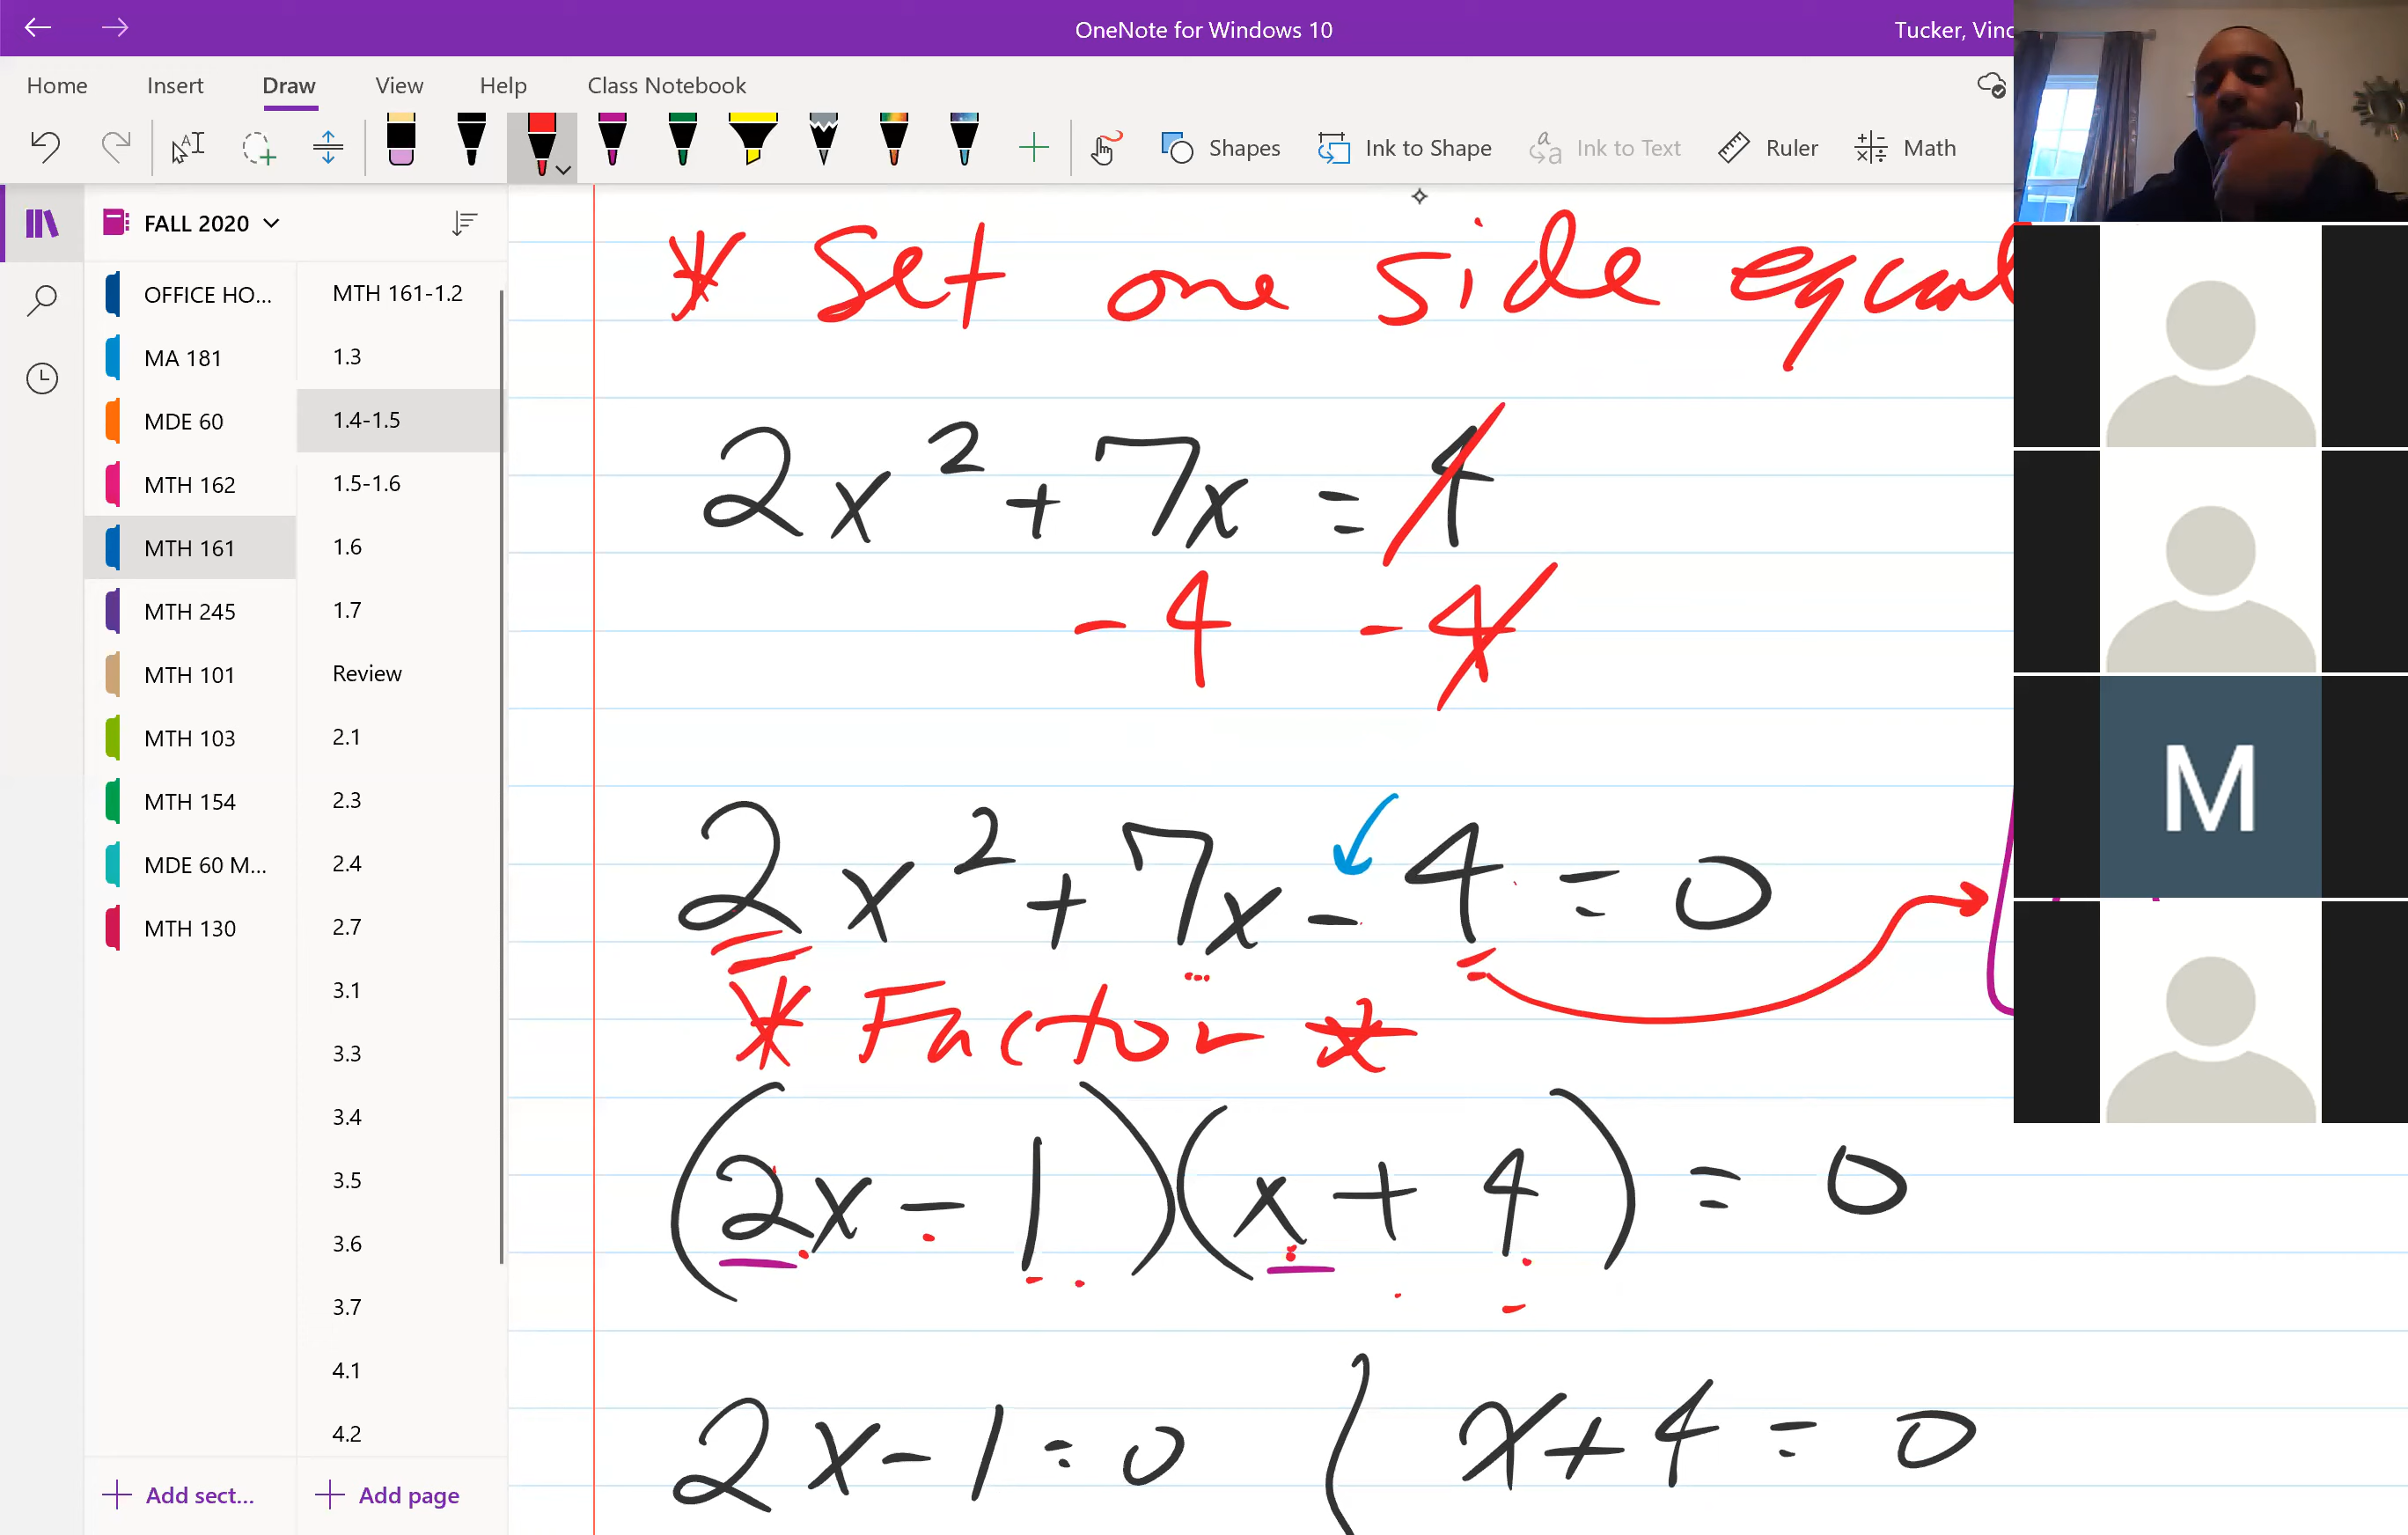 OneNote for Windows 10
Tucker, Vinc
Home Insert Draw View Help Class Notebook
Shapes Ink to Shape Ink to Text Ruler Math
FALL 2020
OFFICE HO...
MA 181
MDE 60
MTH 162
MTH 161
MTH 245
MTH 101
MTH 103
MTH 154
MDE 60 M...
MTH 130
Add sect...
MTH 161-1.2
1.3
1.4-1.5
1.5-1.6
1.6
1.7
Review
2.1
2.3
2.4
2.7
3.1
3.3
3.4
3.5
3.6
3.7
4.1
4.2
Add page
* Set one side equal
2x² + 7x = 4
- 4 - 4
2x² + 7x - 4 = 0
* Factor *
(2x - 1)(x + 4) = 0
2x - 1 = 0 x + 4 = 0
M